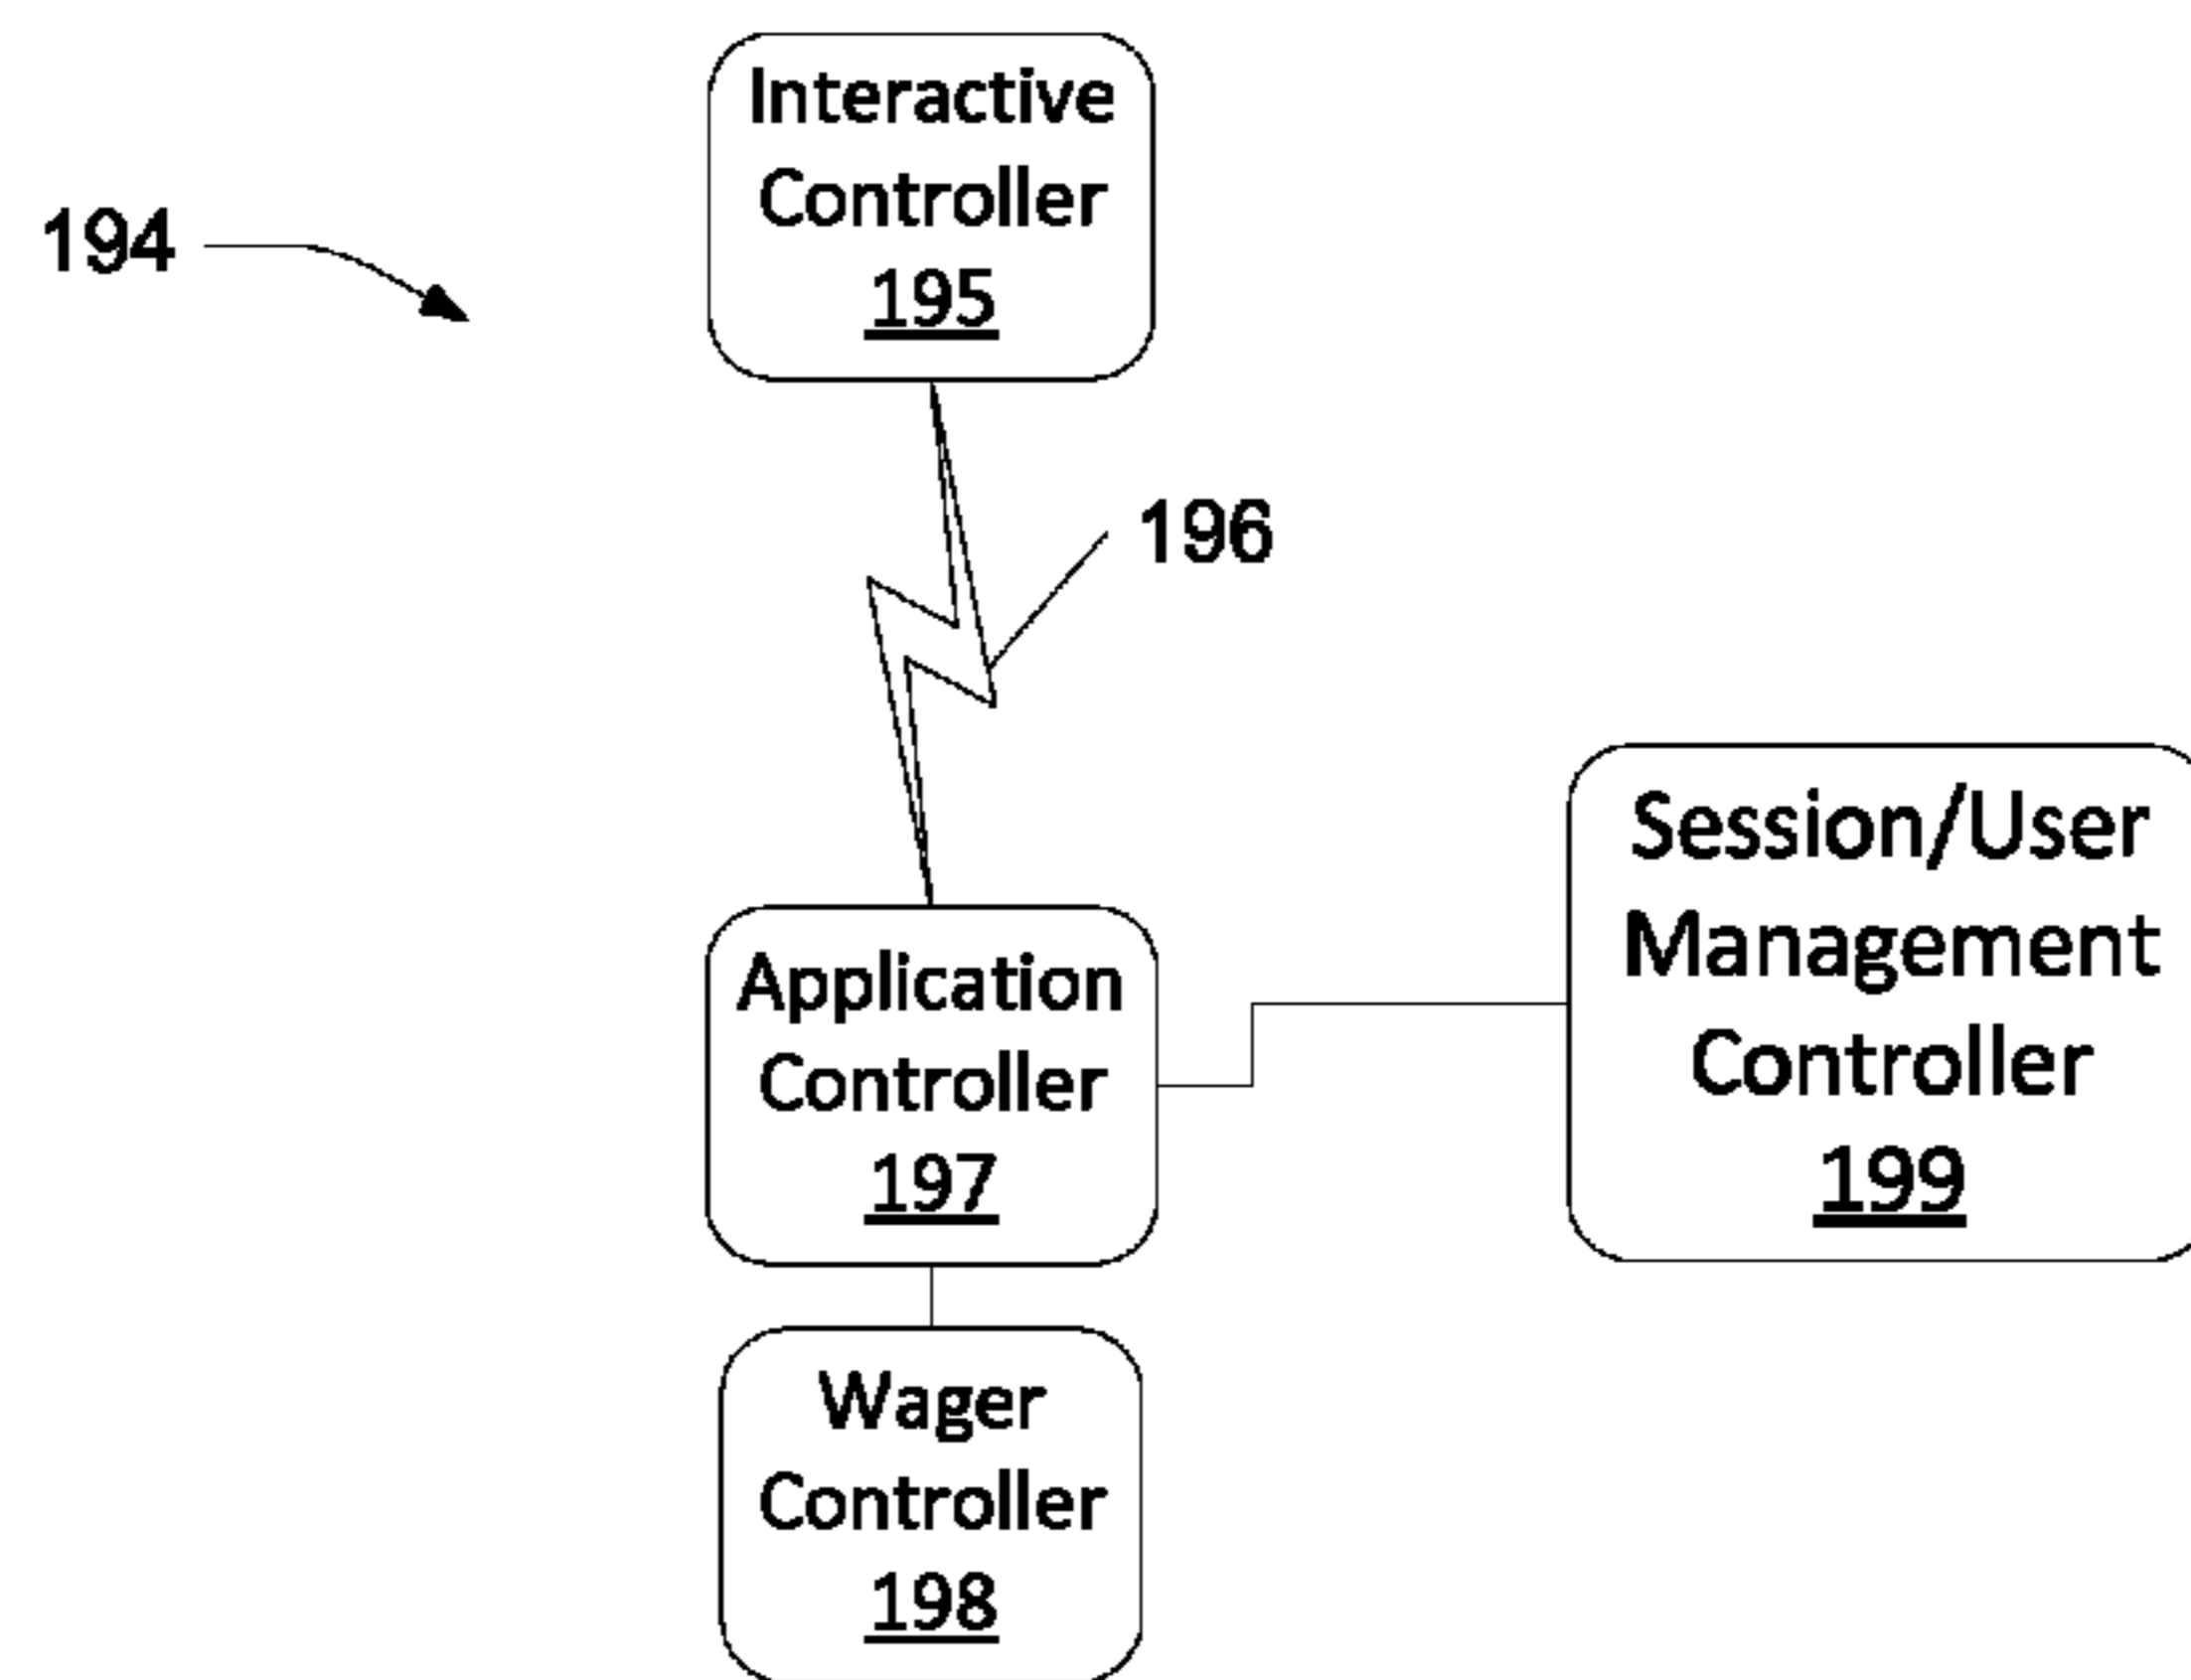 Interactive
Controller
195
194
196
Application
Controller
197
Session/User
Management
Controller
199
Wager
Controller
198